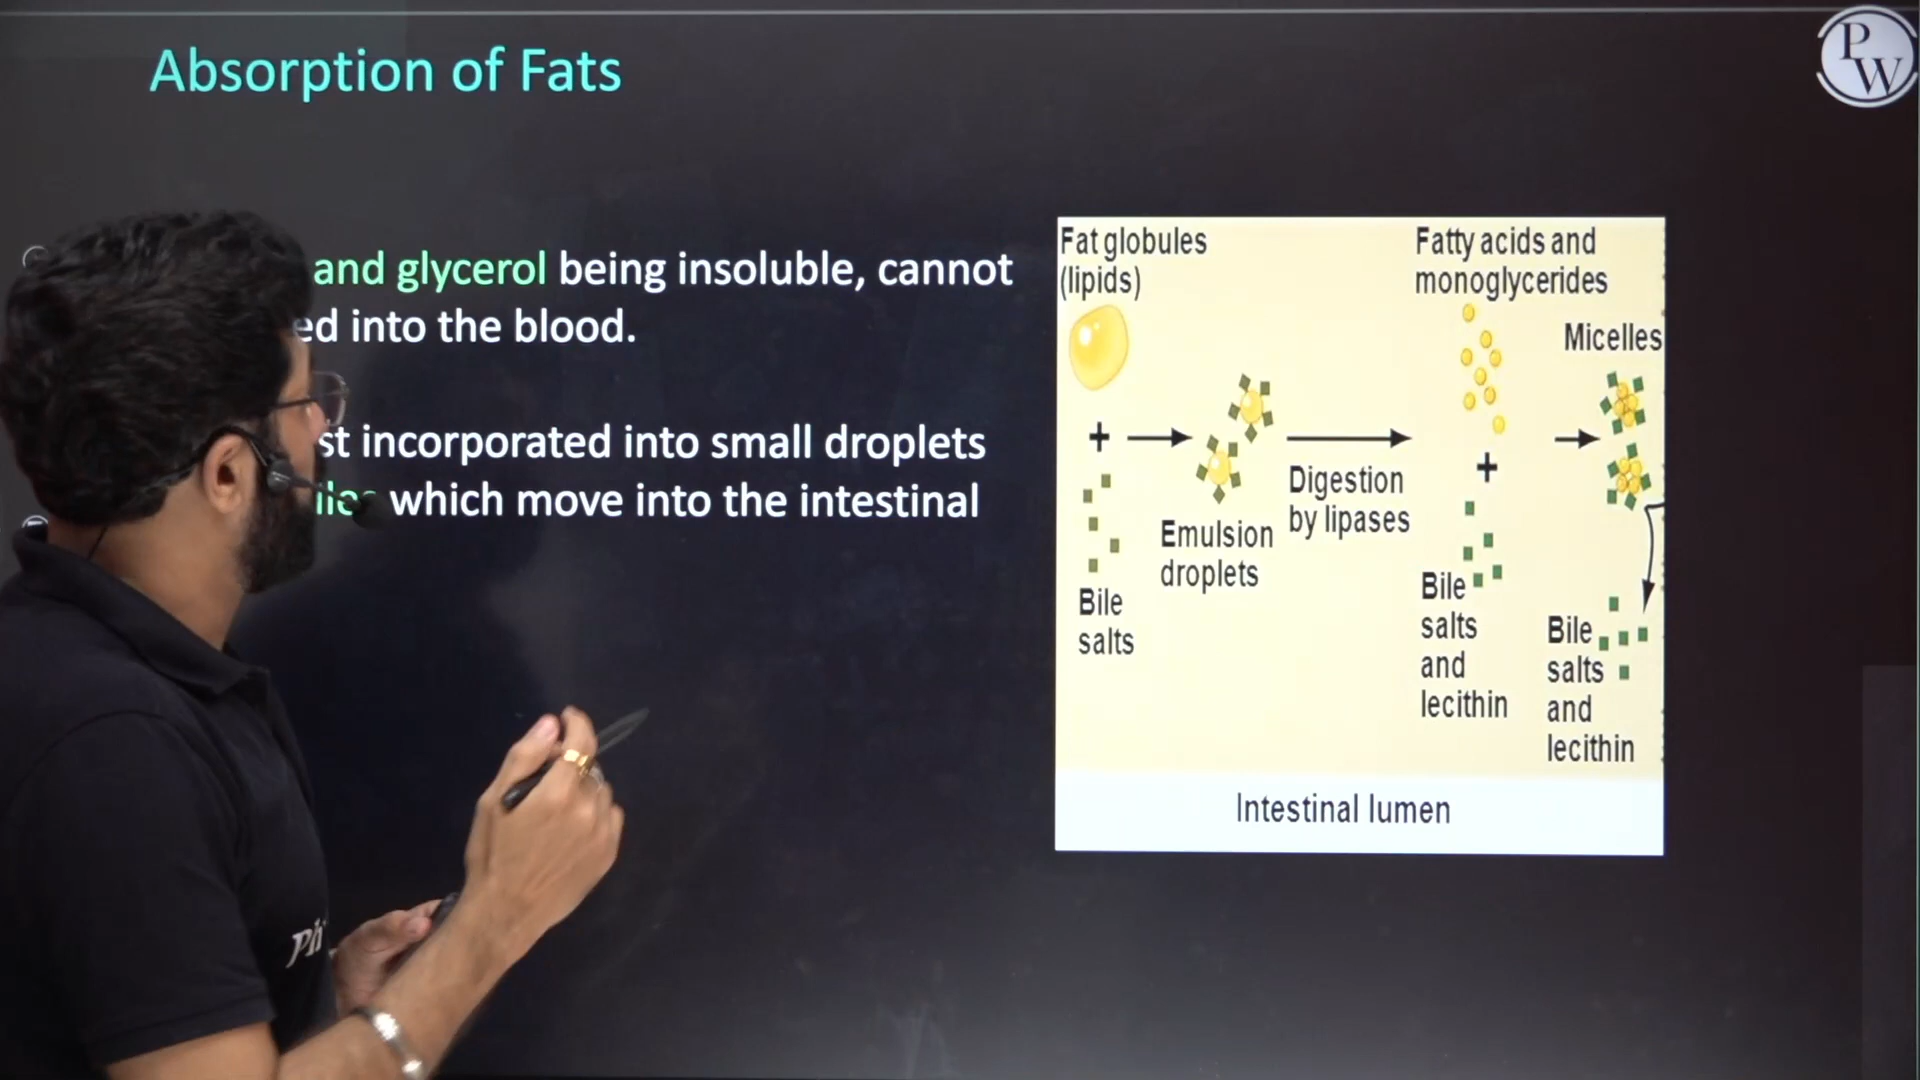 Absorption of Fats
PW
and glycerol being insoluble, cannot
ed into the blood.
st incorporated into small droplets
which move into the intestinal
Fat globules
(lipids)
+
Bile
salts
Emulsion
droplets
Digestion
by lipases
Fatty acids and
monoglycerides
+
Bile
salts
and
lecithin
Micelles
Bile
salts
and
lecithin
Intestinal lumen